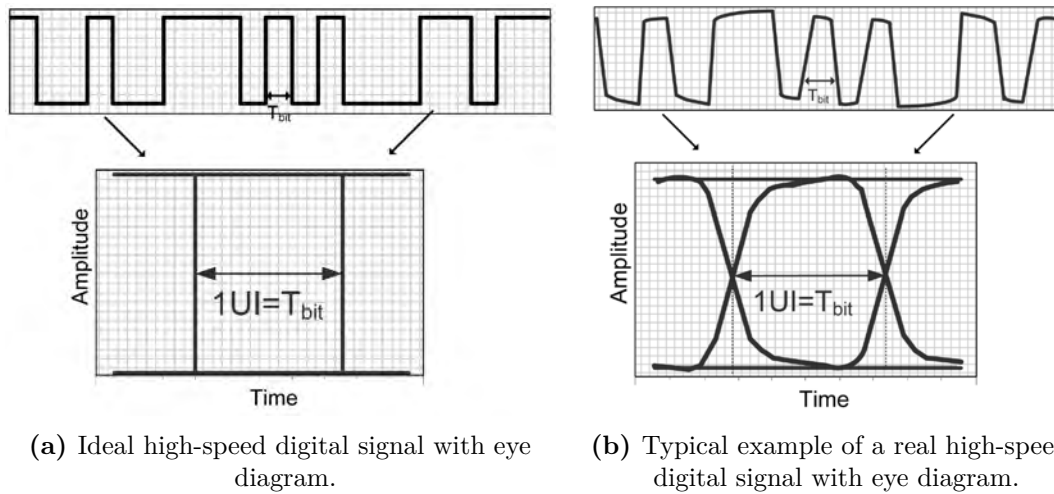 T_bit
T_bit
Amplitude
1UI=T_bit
Time
Amplitude
1UI=T_bit
Time
(a) Ideal high-speed digital signal with eye
diagram.
(b) Typical example of a real high-spee
digital signal with eye diagram.